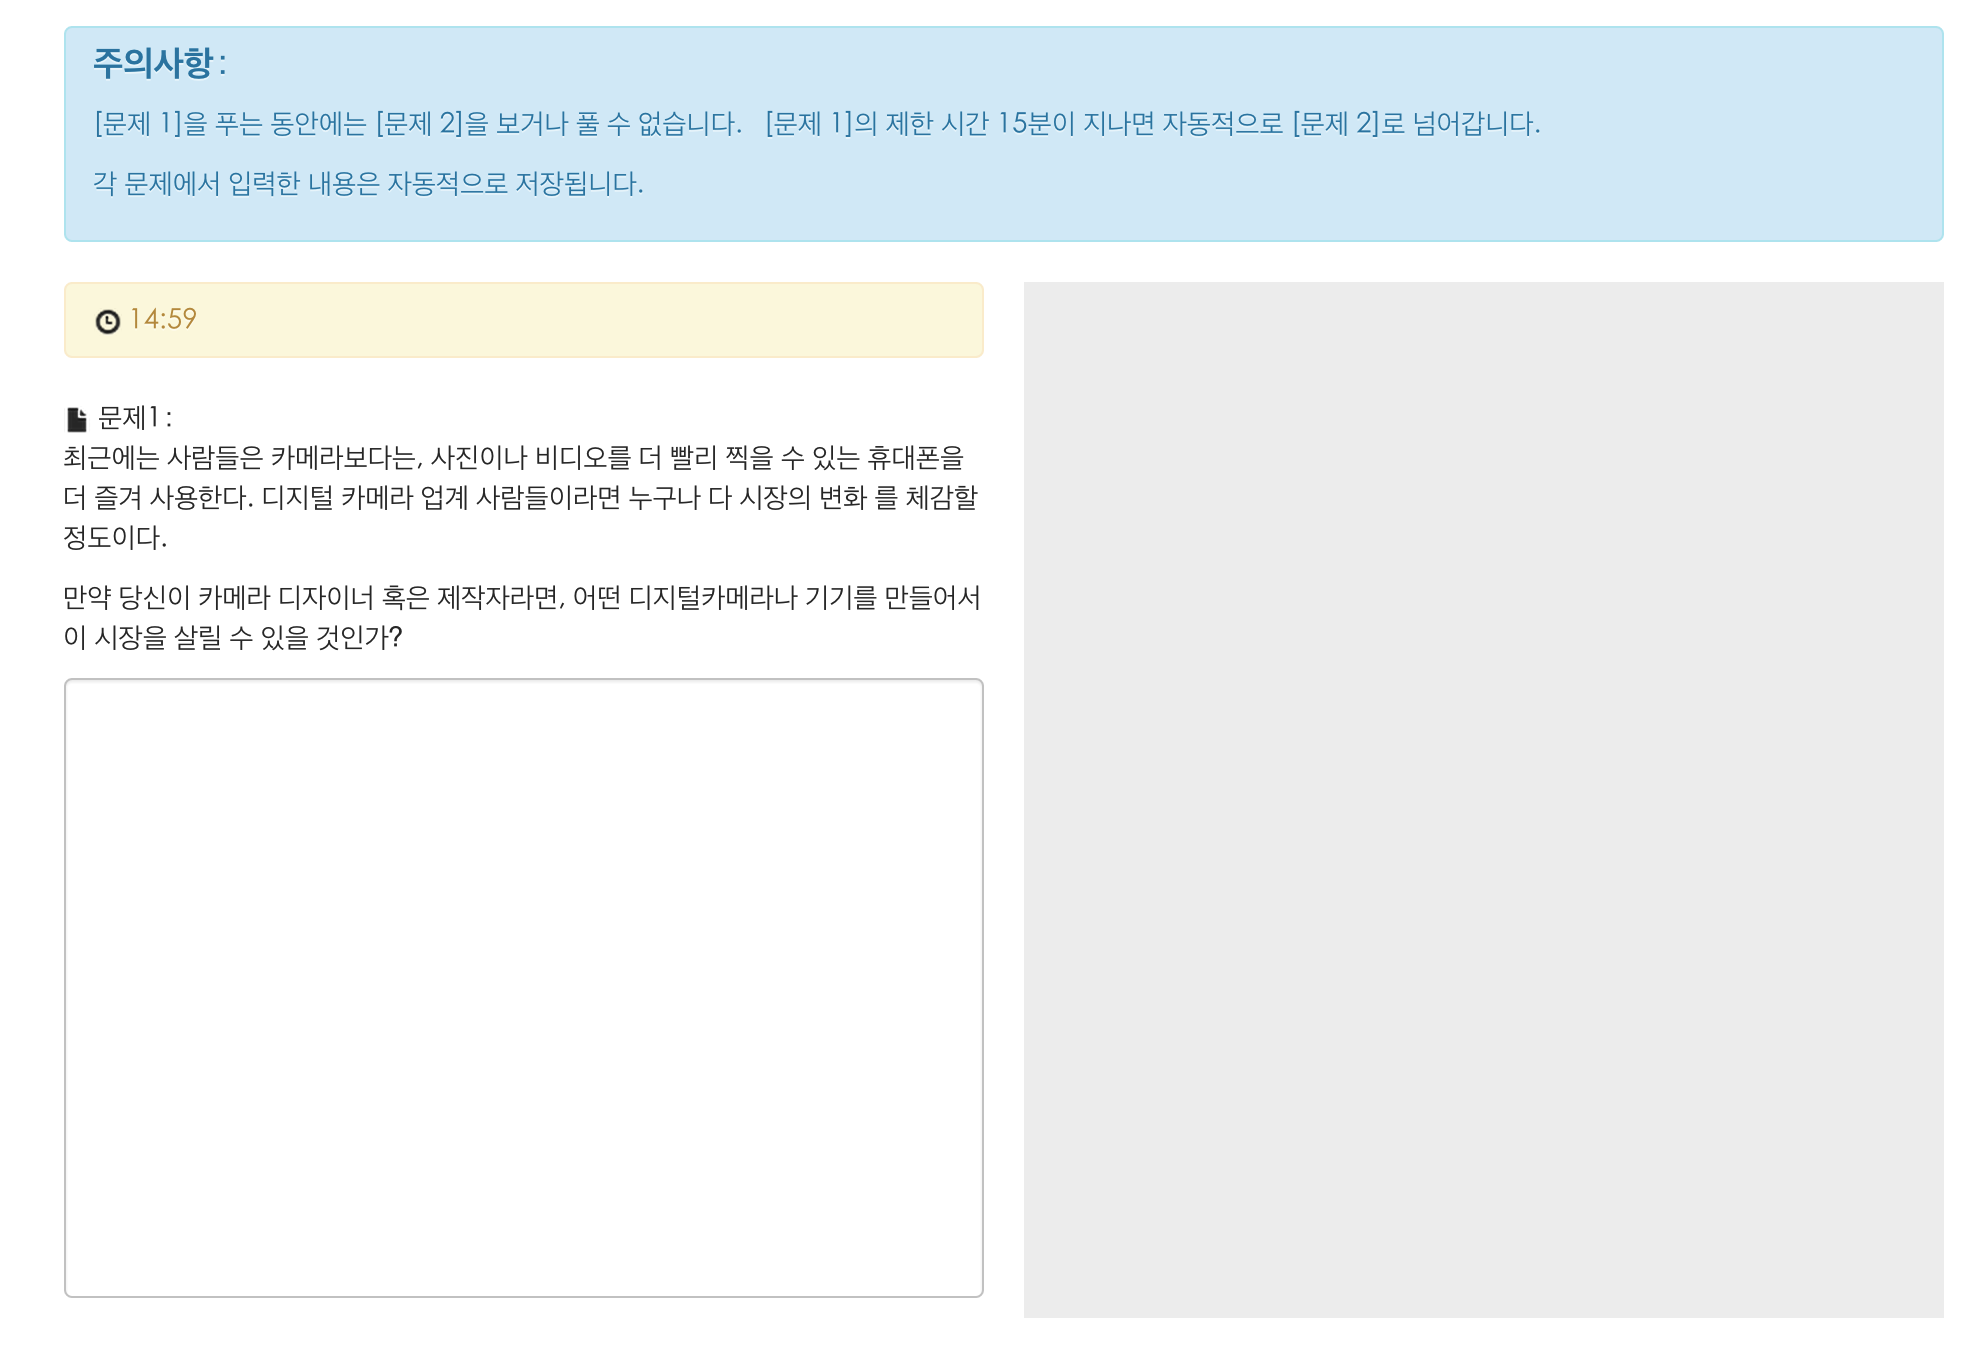 주의사항 :
[문제 1]을 푸는 동안에는 [문제 2]을 보거나 풀 수 없습니다. [문제 1]의 제한 시간 15분이 지나면 자동적으로 [문제 2]로 넘어갑니다.
각 문제에서 입력한 내용은 자동적으로 저장됩니다.
14:59
문제1 :
최근에는 사람들은 카메라보다는, 사진이나 비디오를 더 빨리 찍을 수 있는 휴대폰을
더 즐겨 사용한다. 디지털 카메라 업계 사람들이라면 누구나 다 시장의 변화 를 체감할
정도이다.
만약 당신이 카메라 디자이너 혹은 제작자라면, 어떤 디지털카메라나 기기를 만들어서
이 시장을 살릴 수 있을 것인가?